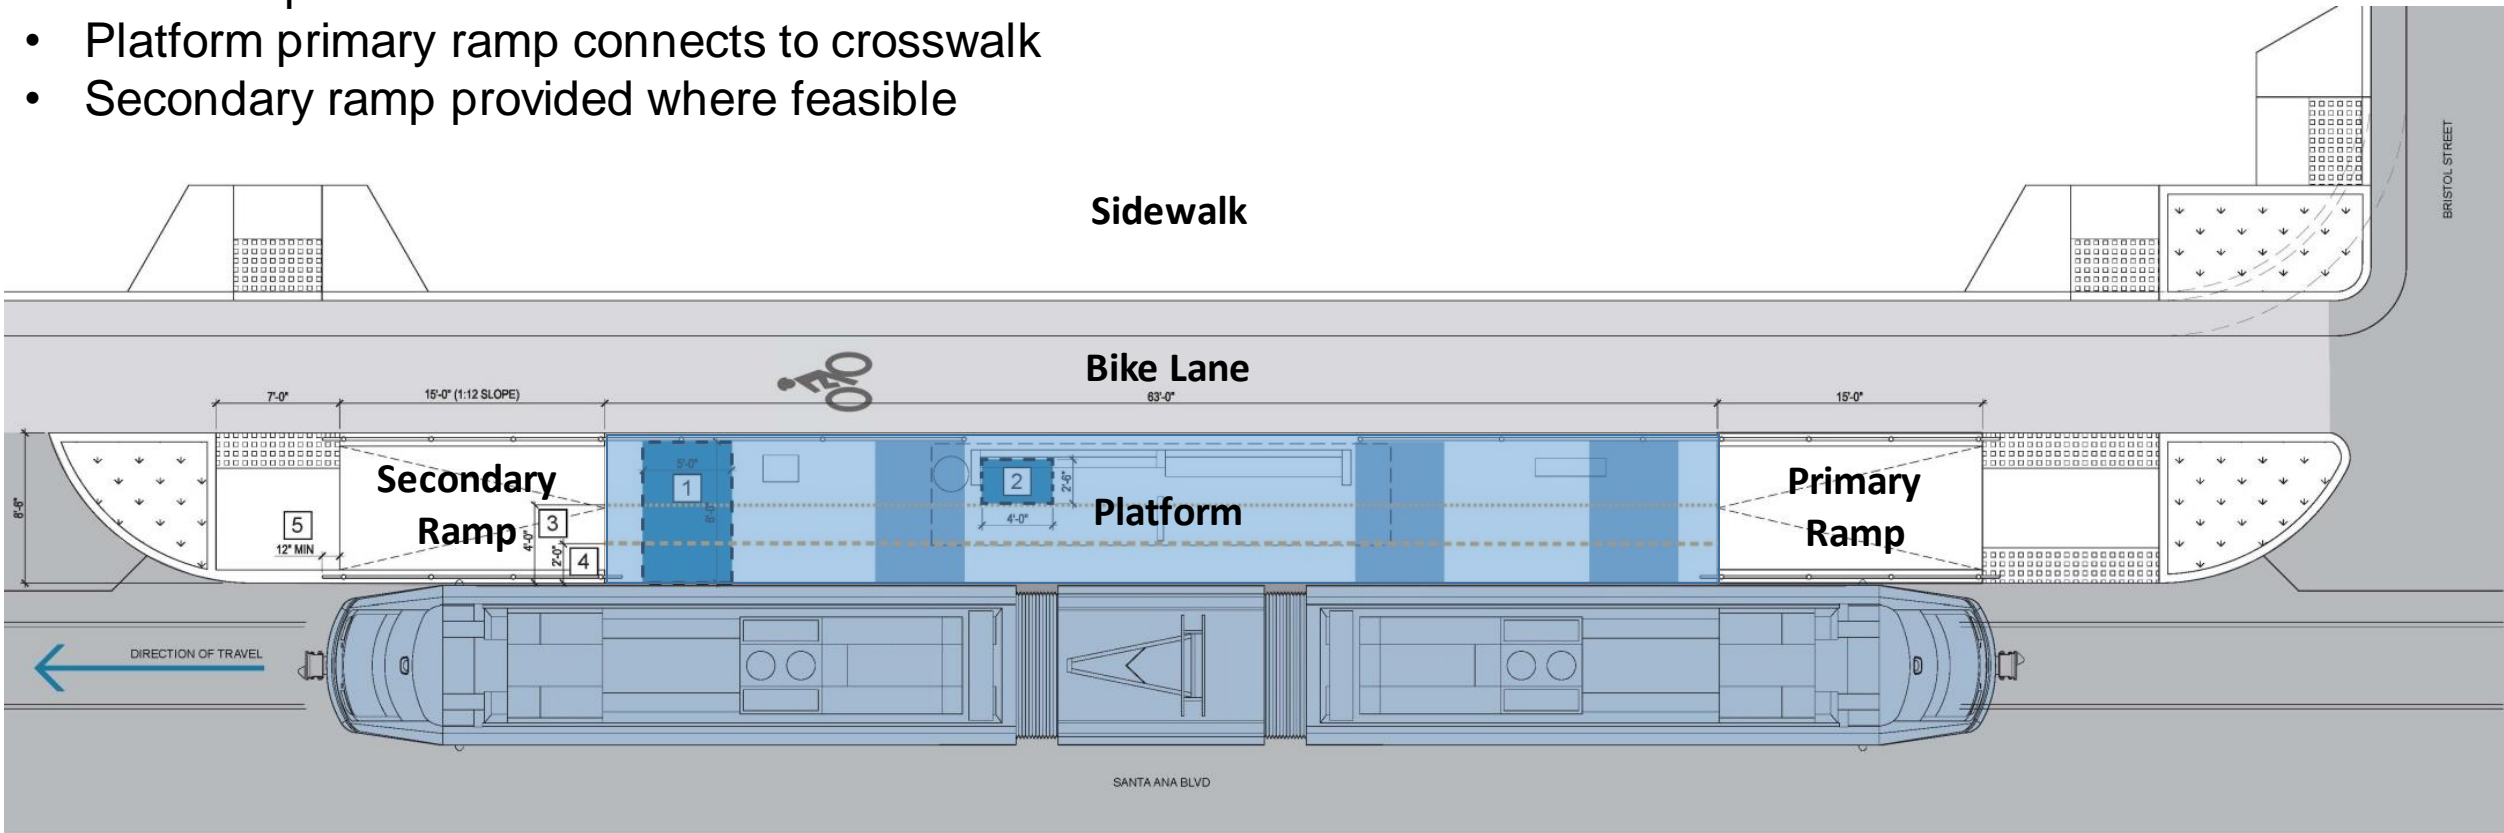 • Platform primary ramp connects to crosswalk
• Secondary ramp provided where feasible
BRISTOL STREET
Sidewalk
Bike Lane
7'-0"
15'-0" (1:12 SLOPE)
63'-0"
15'-0"
8'-6"
Secondary
Ramp
5'-0"
1
8'-0"
2
2'-6"
4'-0"
Platform
Primary
Ramp
5
12" MIN
3
4'-0"
4
2'-0"
DIRECTION OF TRAVEL
SANTA ANA BLVD